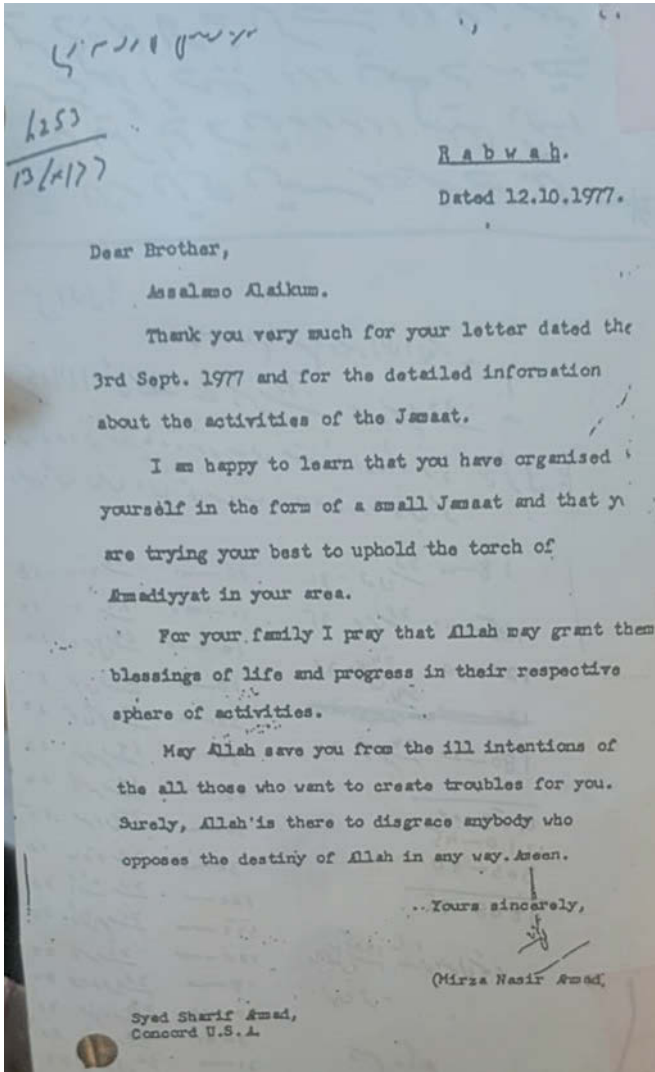 1253
13/x/77
Rabwah.
Dated 12.10.1977.
Dear Brother,
Assalamo Alaikum.
Thank you very much for your letter dated the
3rd Sept. 1977 and for the detailed information
about the activities of the Jamaat.
I am happy to learn that you have organised
yourself in the form of a small Jamaat and that y
are trying your best to uphold the torch of
Amadiyyat in your area.
For your family I pray that Allah may grant them
blessings of life and progress in their respective
sphere of activities.
May Allah save you from the ill intentions of
the all those who want to create troubles for you.
Surely, Allah'is there to disgrace anybody who
opposes the destiny of Allah in any way. Ameen.
Yours sincerely,
(Mirza Nasir Amad,
Syed Sharif Amad,
Concord U.S.A.